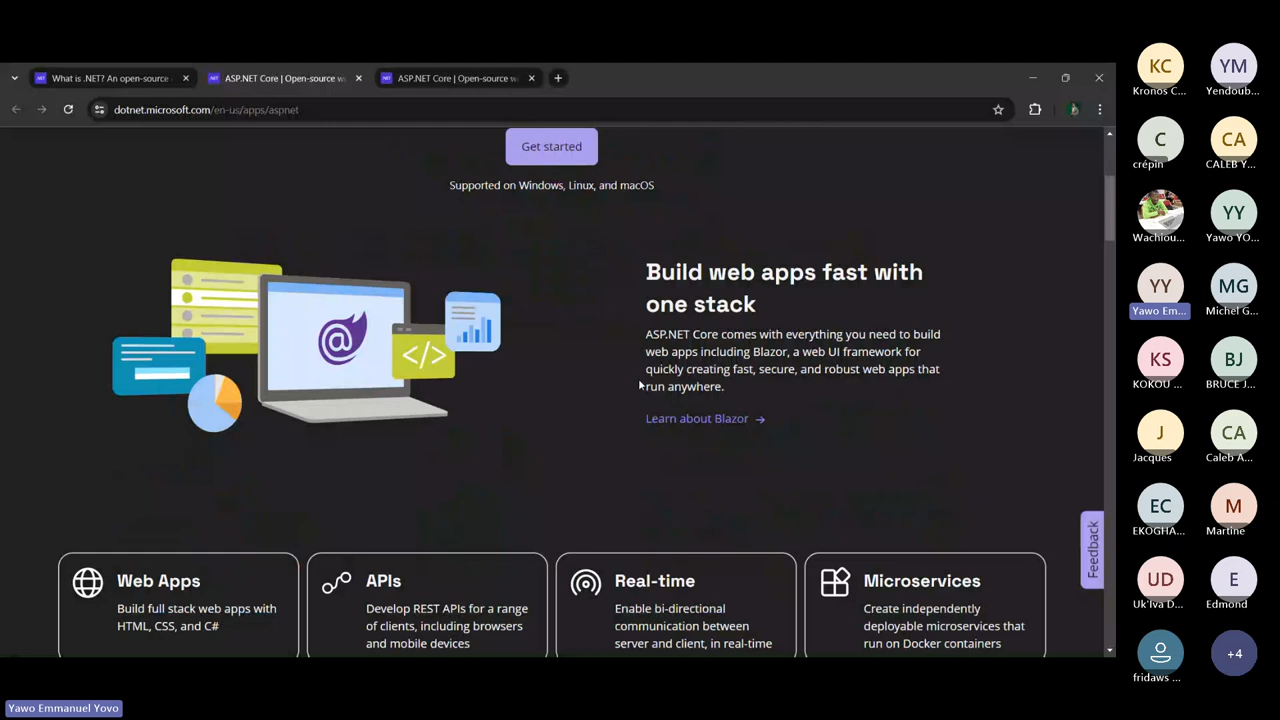 What is .NET? An open-source
ASP.NET Core | Open-source w
ASP.NET Core | Open-source w
dotnet.microsoft.com/en-us/apps/aspnet
Get started
Supported on Windows, Linux, and macOS
Build web apps fast with
one stack
ASP.NET Core comes with everything you need to build
web apps including Blazor, a web UI framework for
quickly creating fast, secure, and robust web apps that
run anywhere.
Learn about Blazor →
@
</>
Feedback
Web Apps
Build full stack web apps with
HTML, CSS, and C#
APIs
Develop REST APIs for a range
of clients, including browsers
and mobile devices
Real-time
Enable bi-directional
communication between
server and client, in real-time
Microservices
Create independently
deployable microservices that
run on Docker containers
KC
Kronos C...
YM
Yendoub...
C
crépin
CA
CALEB Y...
Wachiou...
YY
Yawo YO...
YY
Yawo Em...
MG
Michel G...
KS
KOKOU ...
BJ
BRUCE J...
J
Jacques
CA
Caleb A...
EC
EKOGHA...
M
Martine
UD
Uk'lva D...
E
Edmond
fridaws ...
+4
Yawo Emmanuel Yovo